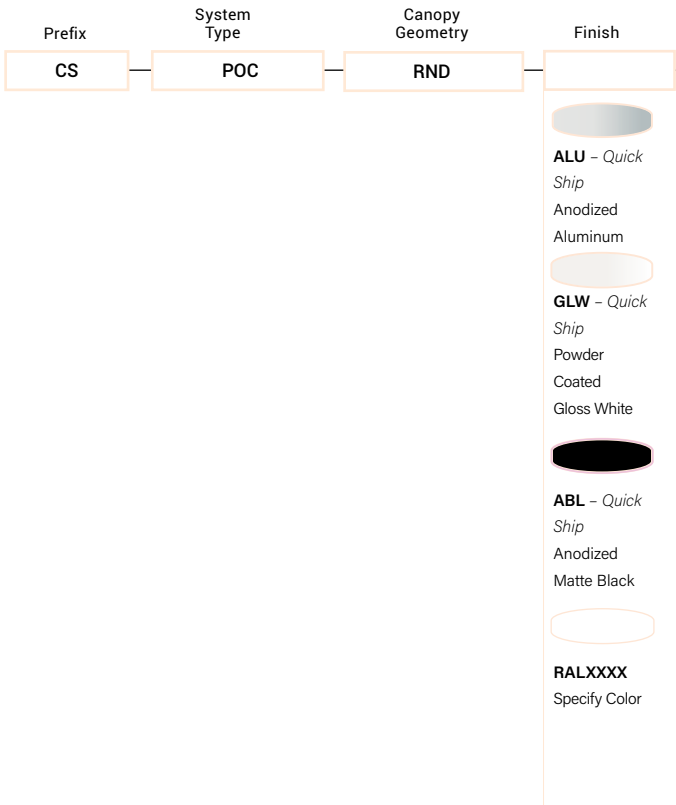 Prefix
System
Type
Canopy
Geometry
Finish
CS
POC
RND
ALU – Quick
Ship
Anodized
Aluminum
GLW – Quick
Ship
Powder
Coated
Gloss White
ABL – Quick
Ship
Anodized
Matte Black
RALXXXX
Specify Color